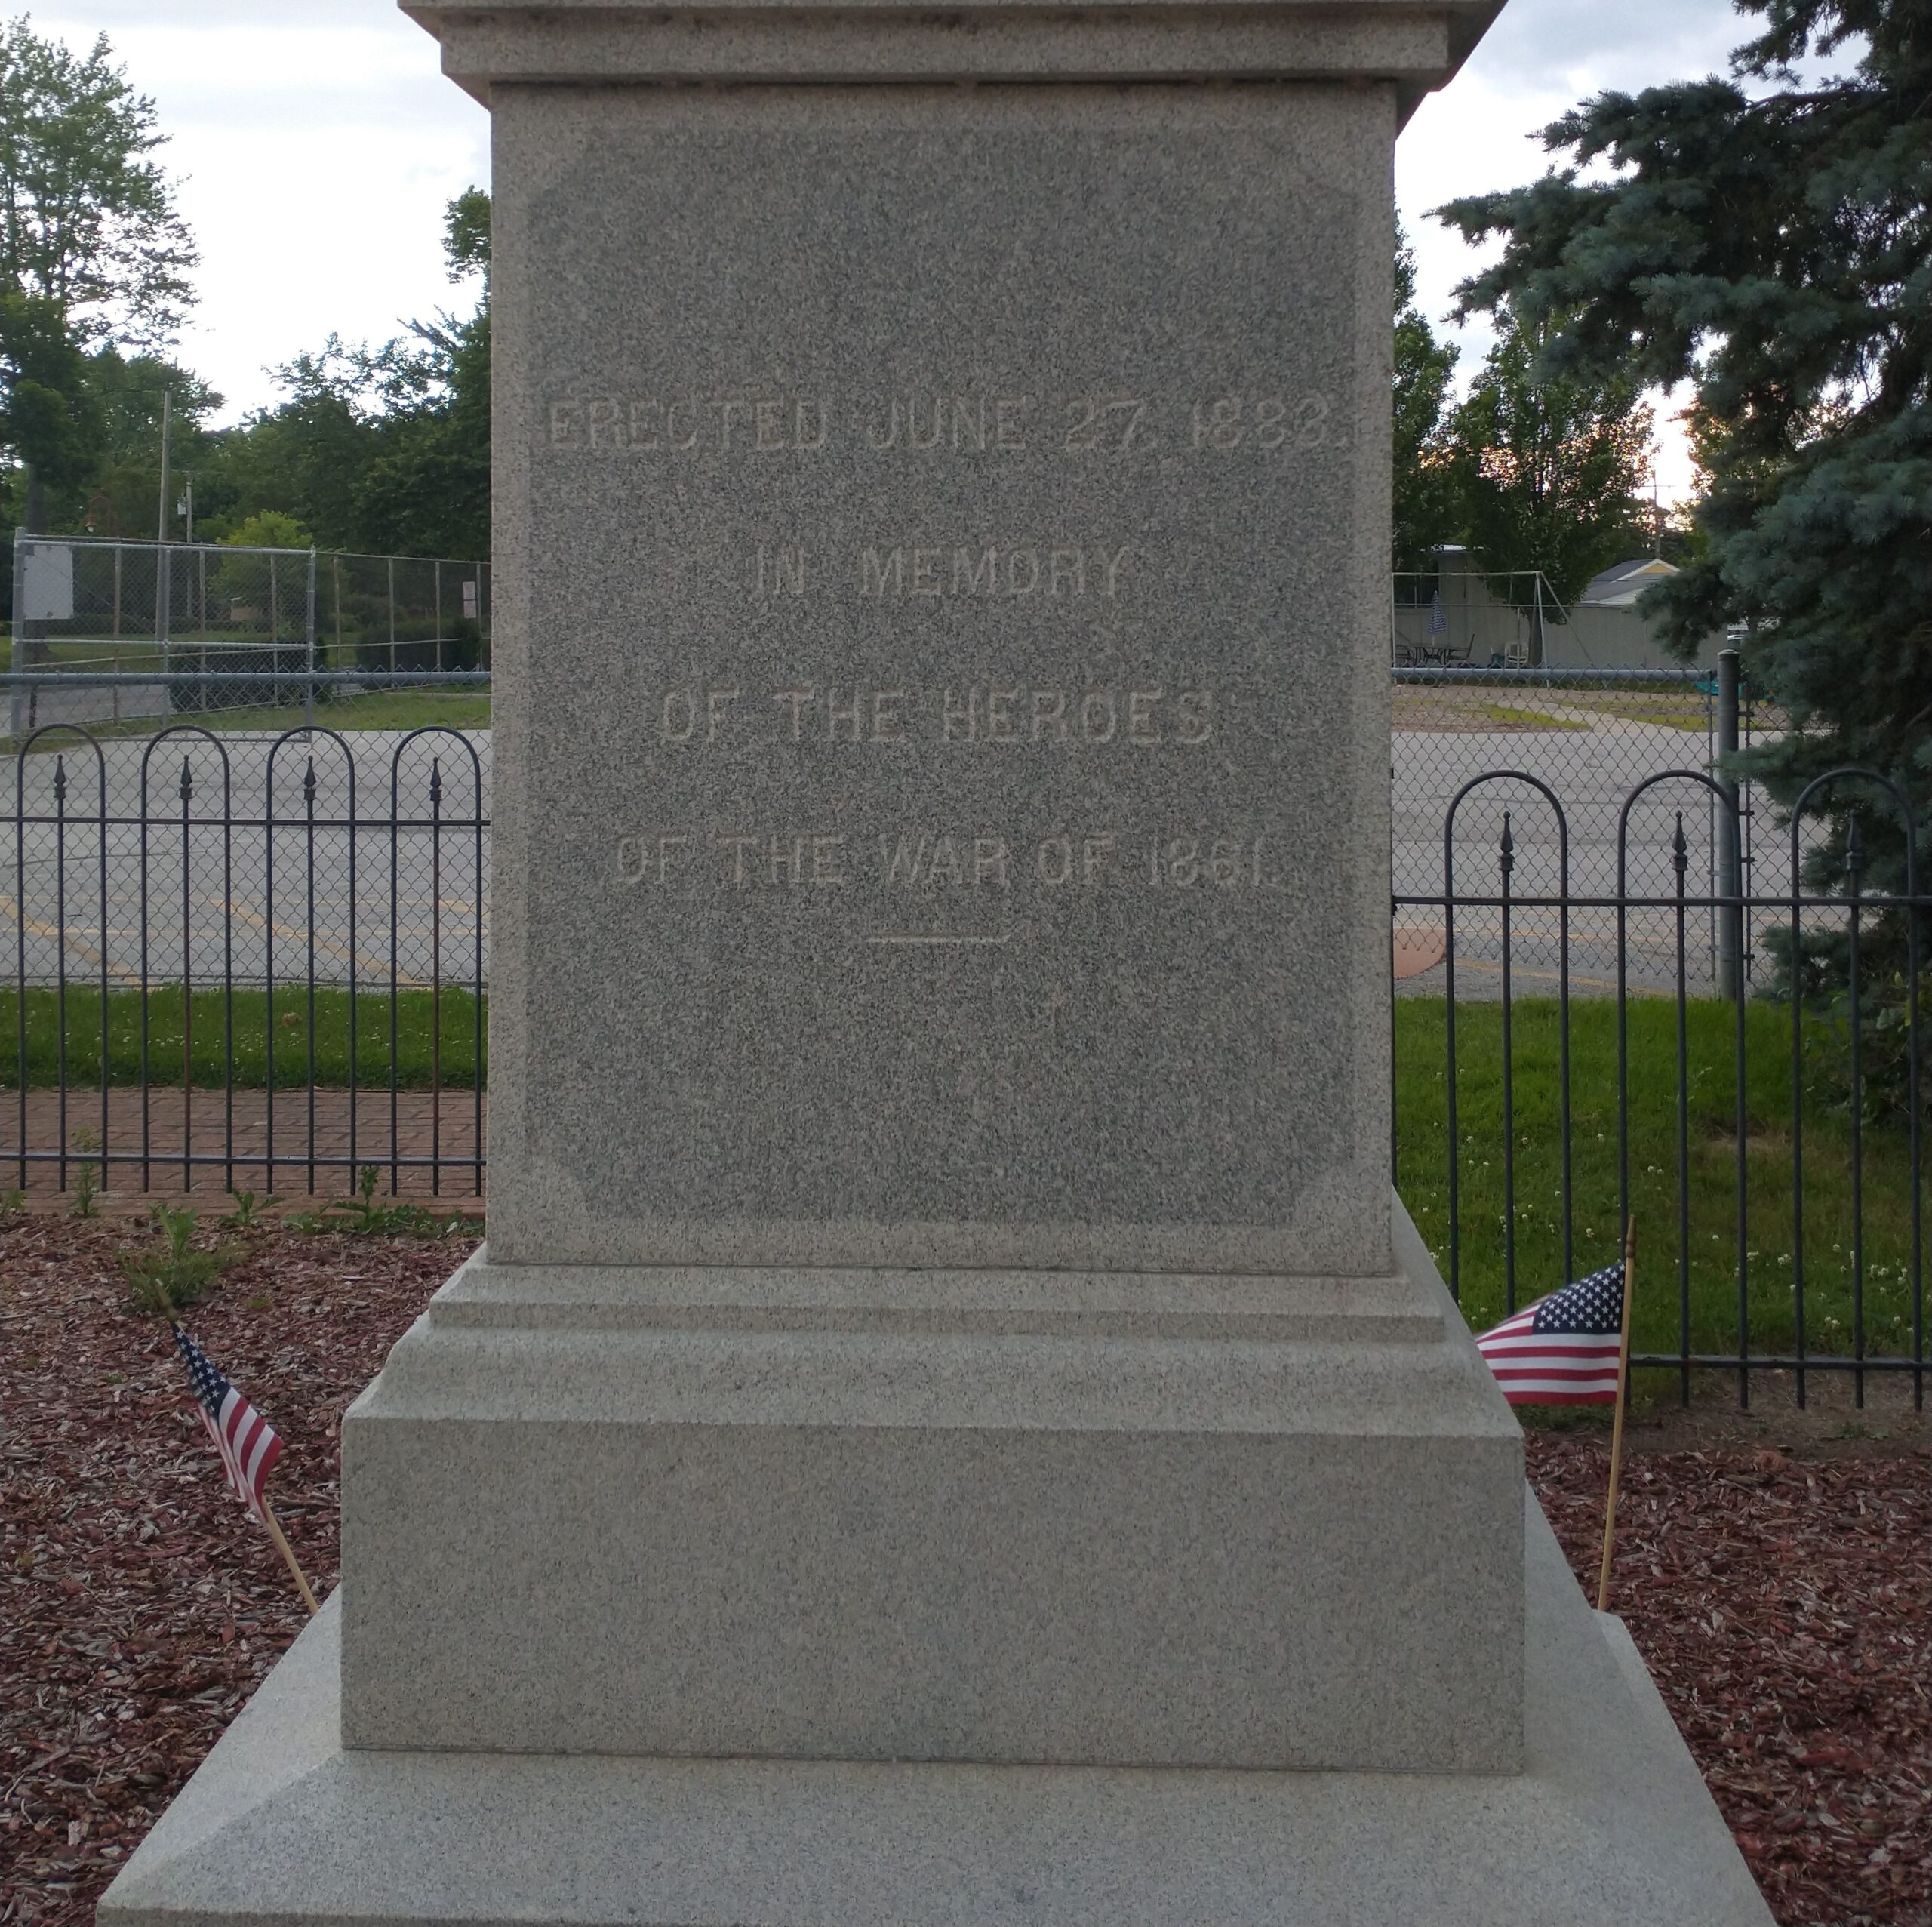 ERECTED JUNE 27, 1883.
IN MEMORY
OF THE HEROES
OF THE WAR OF 1861.